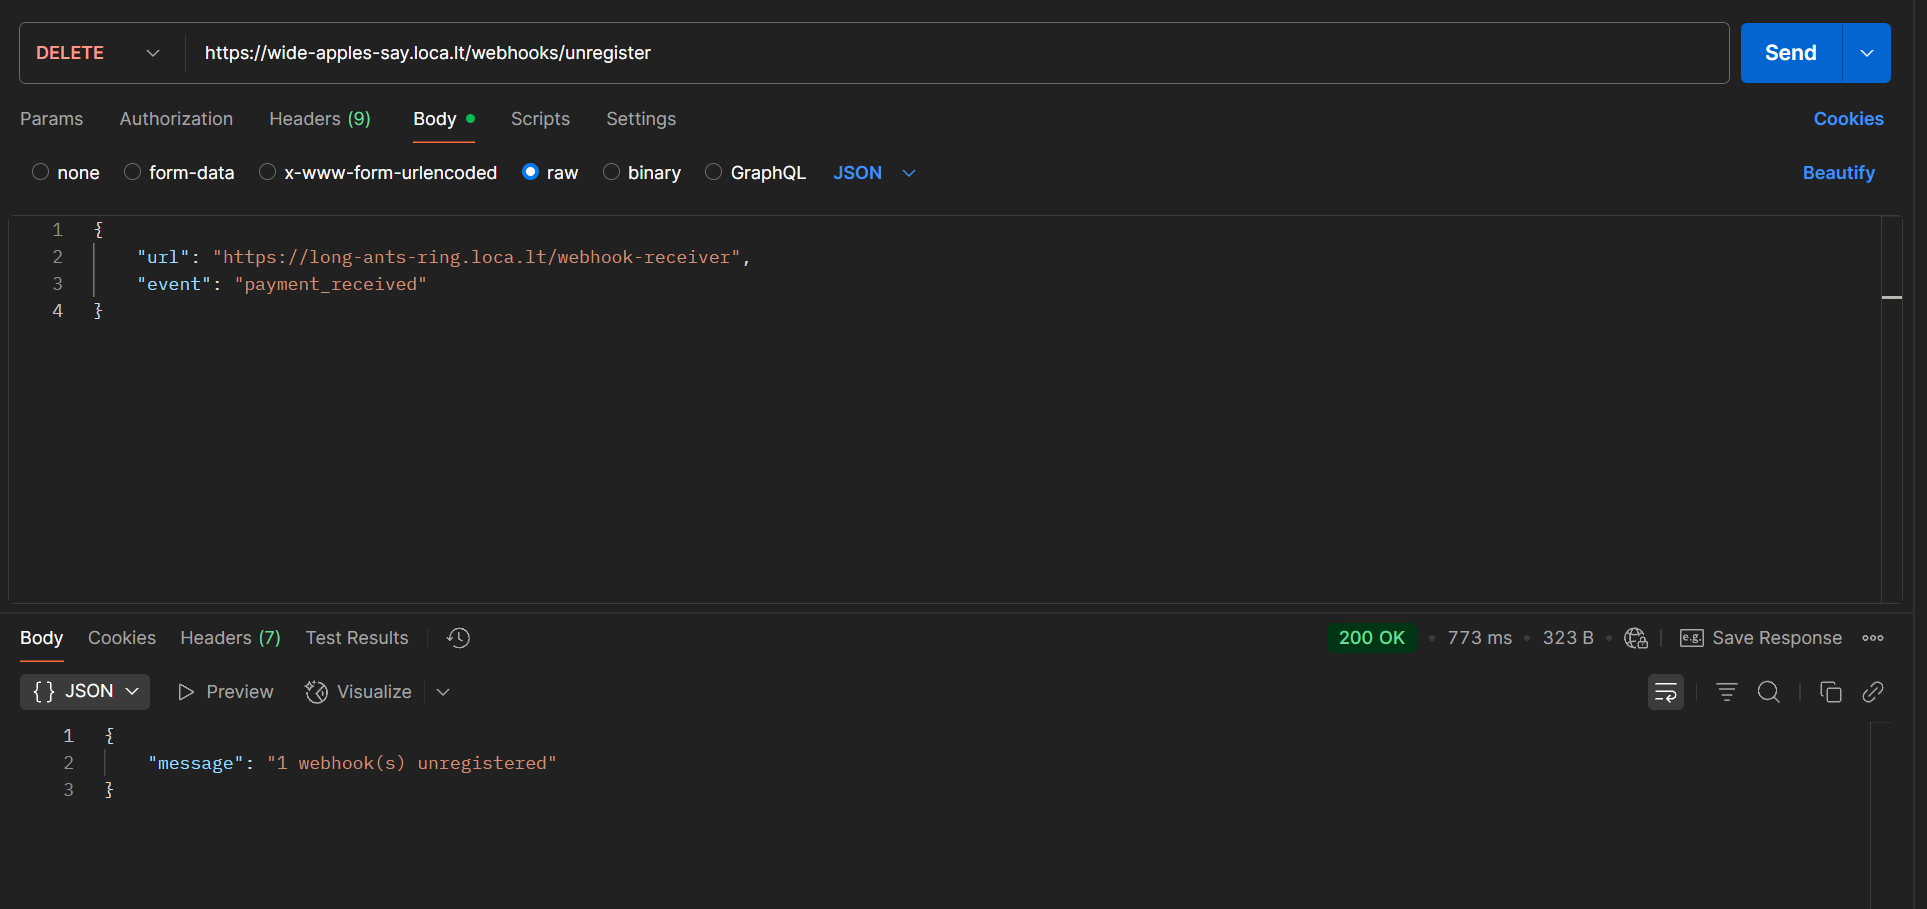 DELETE https://wide-apples-say.loca.lt/webhooks/unregister Send
Params Authorization Headers (9) Body Scripts Settings Cookies
none form-data x-www-form-urlencoded raw binary GraphQL JSON Beautify
1 {
2 "url": "https://long-ants-ring.loca.lt/webhook-receiver",
3 "event": "payment_received"
4 }
Body Cookies Headers (7) Test Results 200 OK • 773 ms • 323 B • e.g. Save Response
{} JSON Preview Visualize
1 {
2 "message": "1 webhook(s) unregistered"
3 }